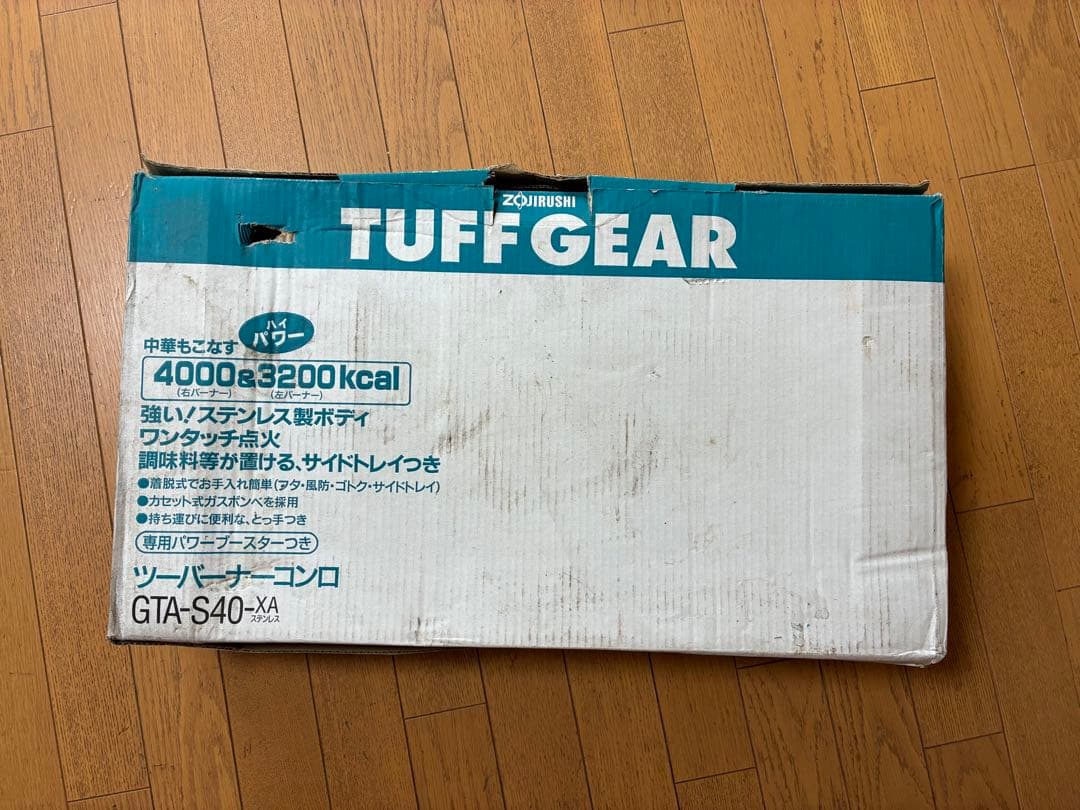 ZOJIRUSHI
TUFF GEAR
ハイ
パワー
中華もこなす
4000&3200kcal
(右バーナー) (左バーナー)
強い!ステンレス製ボディ
ワンタッチ点火
調味料等が置ける、サイドトレイつき
●着脱式でお手入れ簡単(フタ・風防・ゴトク・サイドトレイ)
●カセット式ガスボンベを採用
●持ち運びに便利な、とっ手つき
専用パワーブースターつき
ツーバーナーコンロ
GTA-S40-XA
ステンレス